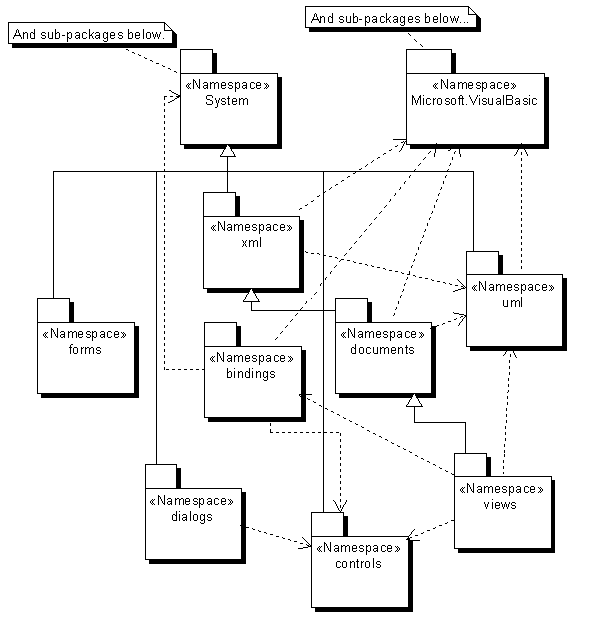 And sub-packages below...
And sub-packages below.
«Namespace»
System
«Namespace»
Microsoft.VisualBasic
«Namespace»
xml
«Namespace»
uml
«Namespace»
forms
«Namespace»
bindings
«Namespace»
documents
«Namespace»
dialogs
«Namespace»
views
«Namespace»
controls